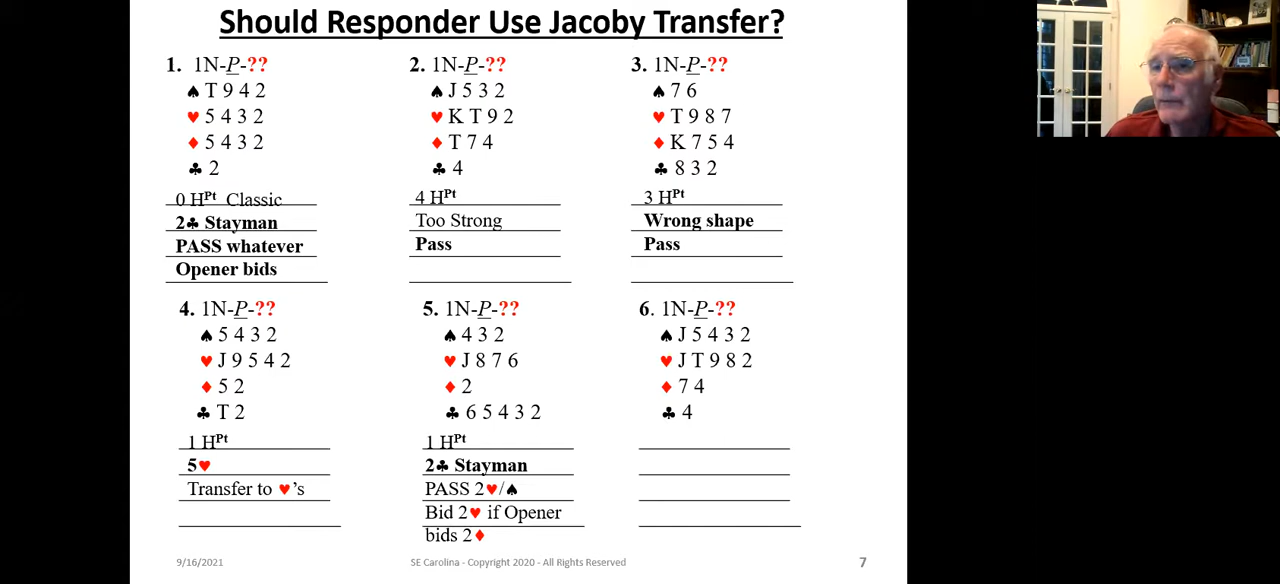 Should Responder Use Jacoby Transfer?
1. 1N-P-??
♠ T 9 4 2
♥ 5 4 3 2
♦ 5 4 3 2
♣ 2
0 HPt Classic
2♣ Stayman
PASS whatever
Opener bids
2. 1N-P-??
♠ J 5 3 2
♥ K T 9 2
♦ T 7 4
♣ 4
4 HPt
Too Strong
Pass
3. 1N-P-??
♠ 7 6
♥ T 9 8 7
♦ K 7 5 4
♣ 8 3 2
3 HPt
Wrong shape
Pass
4. 1N-P-??
♠ 5 4 3 2
♥ J 9 5 4 2
♦ 5 2
♣ T 2
1 HPt
5♥
Transfer to ♥'s
5. 1N-P-??
♠ 4 3 2
♥ J 8 7 6
♦ 2
♣ 6 5 4 3 2
1 HPt
2♣ Stayman
PASS 2♥/♠
Bid 2♥ if Opener
bids 2♦
6. 1N-P-??
♠ J 5 4 3 2
♥ J T 9 8 2
♦ 7 4
♣ 4
9/16/2021
SE Carolina - Copyright 2020 - All Rights Reserved
7